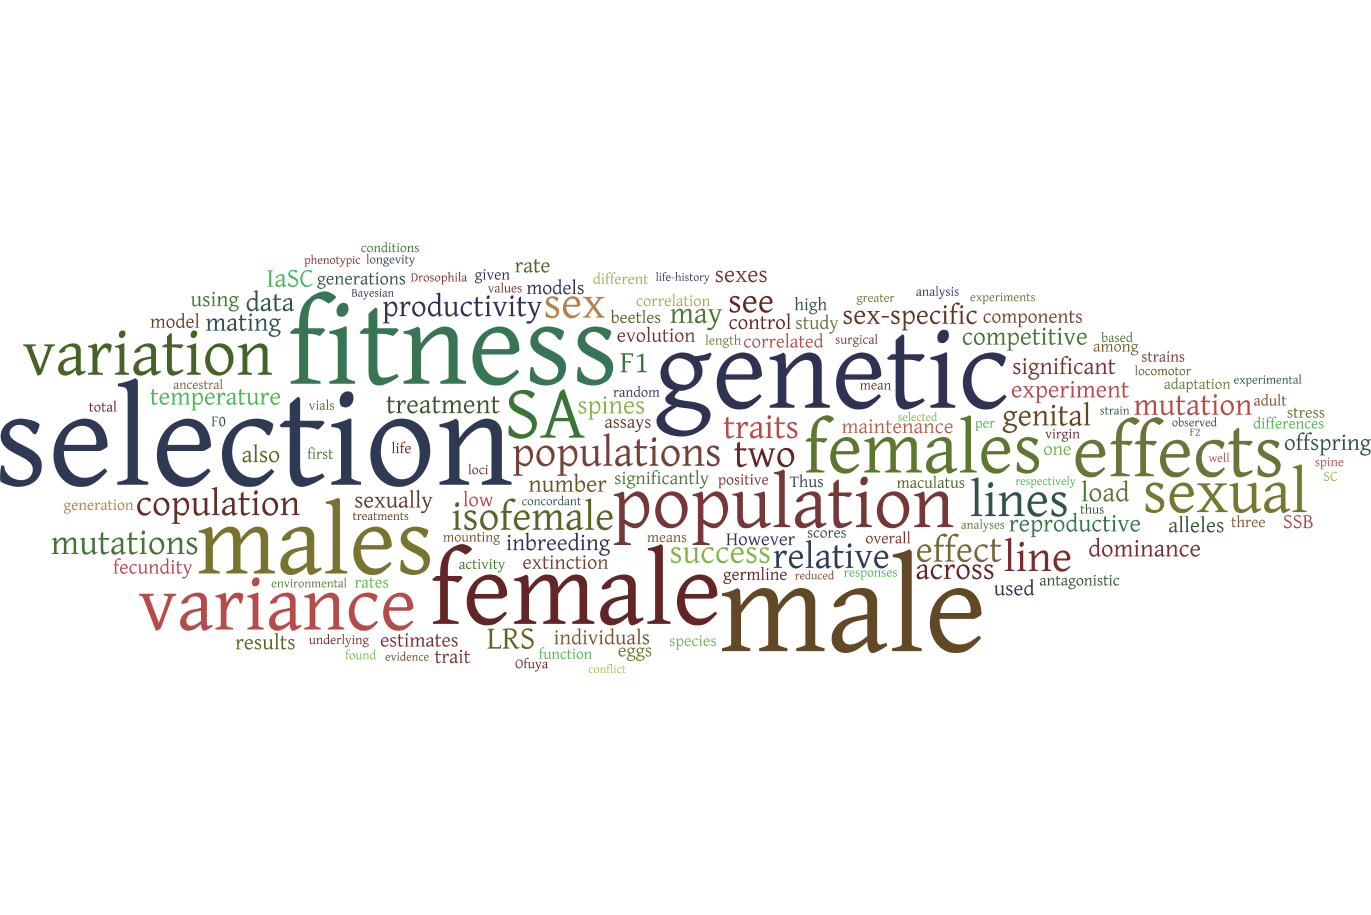 conditions
phenotypic longevity
IaSC generations Drosophila given rate different life-history sexes
values models
using data Bayesian productivity sex correlation see high greater analysis experiments
model mating fitness beetles may control study sex-specific components
variation evolution length correlated surgical competitive based
F1 genetic among
ancestral significant strains
temperature random mean experiment locomotor
adaptation experimental
total F0 vials treatment SA spines assays traits maintenance selected per genital strain mutation adult
selection females virgin observed differences stress
also first life populations two one F2 effects offspring
loci well spine
number significantly positive Thus maculatus respectively SC
generation copulation sexually low concordant population lines load sexual
treatments isofemale thus
mutations males mounting inbreeding means However scores overall analyses reproductive alleles three SSB
fecundity activity extinction success relative effect line dominance
environmental rates female germline reduced responses across used antagonistic
variance male
results underlying estimates LRS individuals species
found evidence trait function eggs
Ofuya conflict